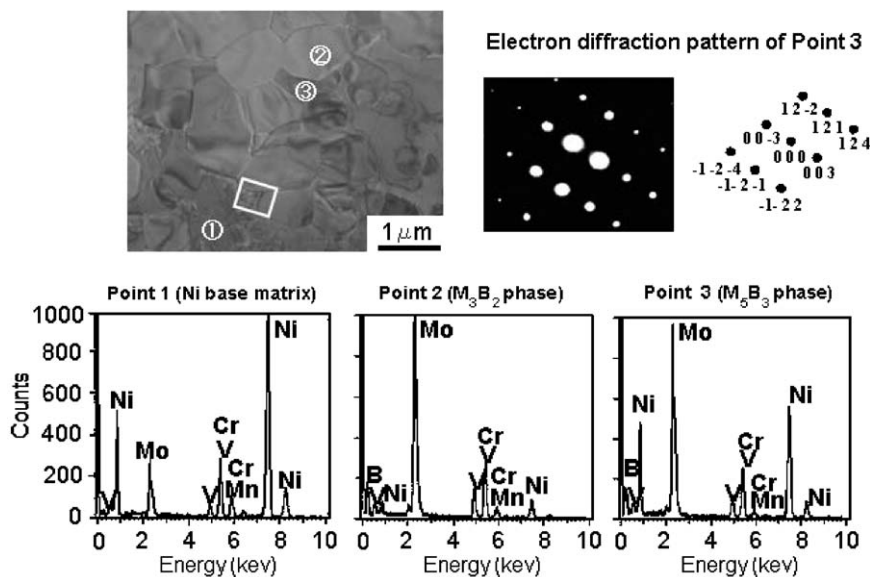 ②
③
①
1 μm
Electron diffraction pattern of Point 3
1 2 -2
0 0 -3
1 2 1
0 0 0
1 2 4
-1 -2 -4
0 0 3
-1 -2 -1
-1- 2 2
Point 1 (Ni base matrix)
Point 2 (M₃B₂ phase)
Point 3 (M₅B₃ phase)
Counts
1000
800
600
400
200
0
Ni
Ni
Mo
Cr
V
Cr
Mn
V
V
Ni
0 2 4 6 8 10
Energy (kev)
Mo
B
V
Ni
Cr
V
V
Cr
Mn
Ni
0 2 4 6 8 10
Energy (kev)
Mo
Ni
Ni
B
V
Cr
V
V
Cr
Mn
Ni
0 2 4 6 8 10
Energy (kev)